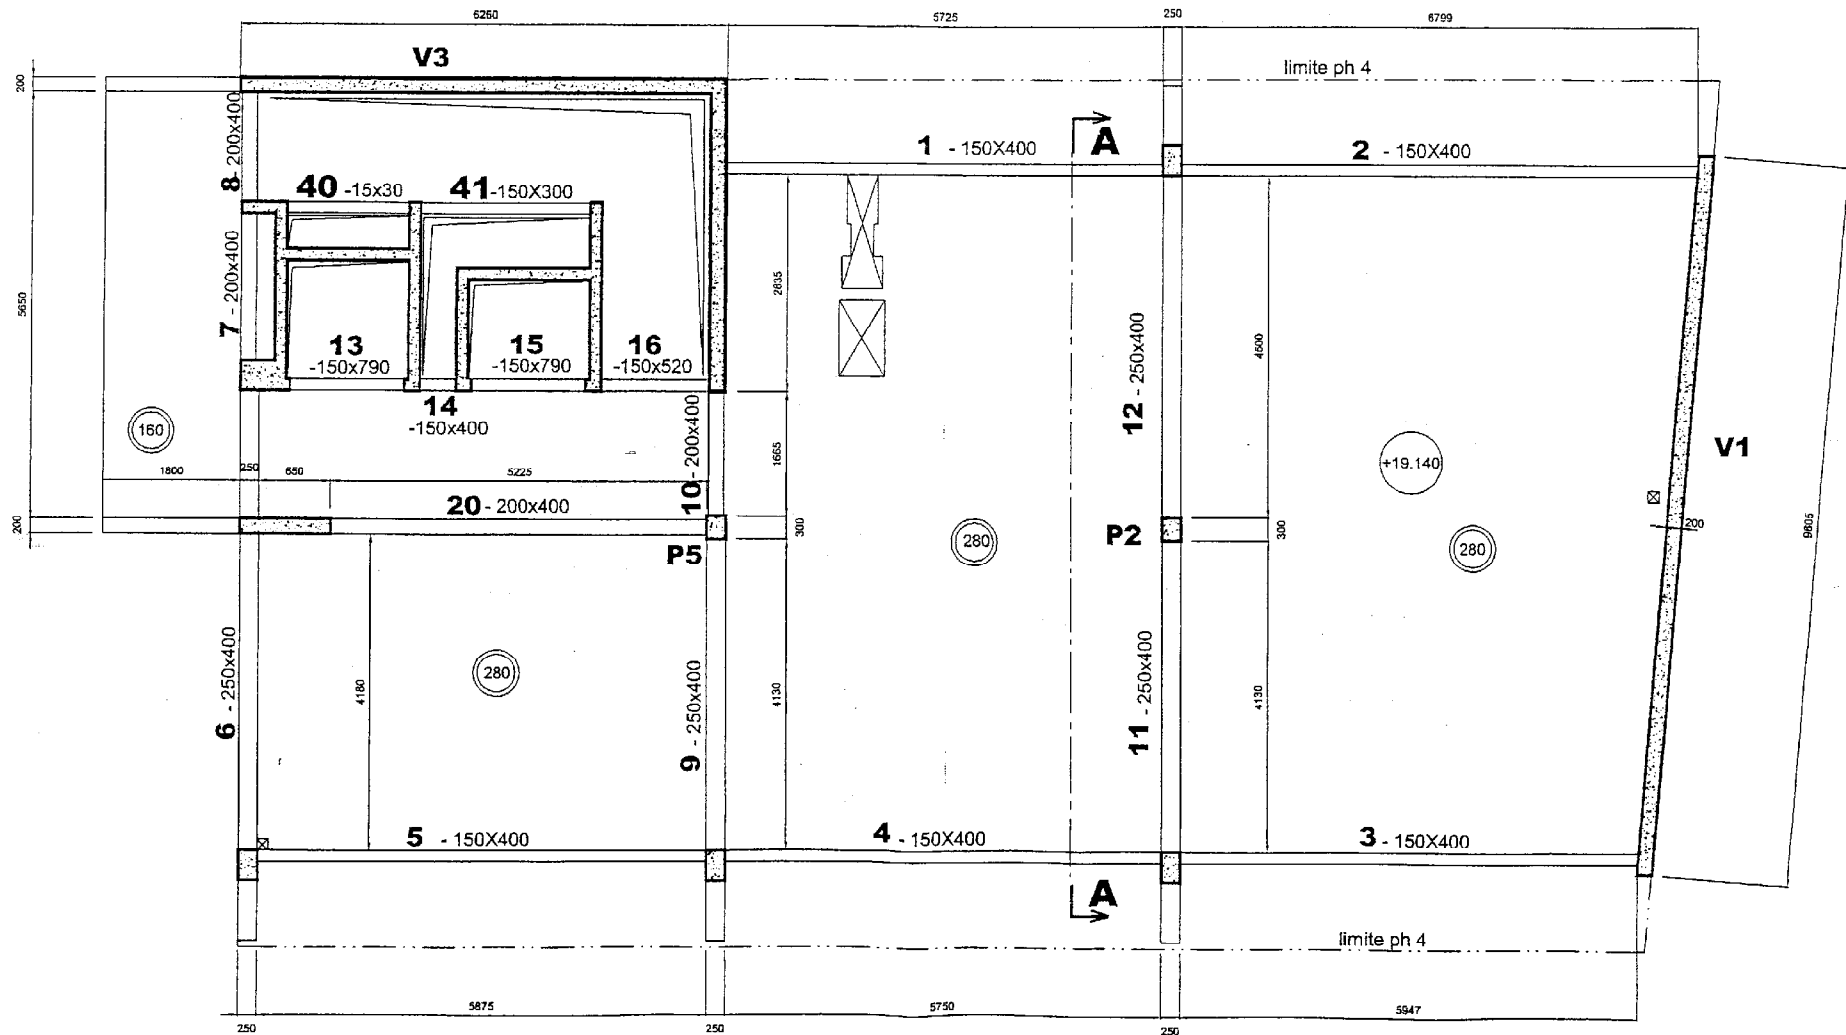 6250
5725
250
6799
V3
limite ph 4
200
8 - 200x400
1 - 150X400
A
2 - 150X400
40 -15x30
41-150X300
7 - 200x400
5650
2835
4500
12 - 250x400
13
-150x790
15
-150x790
16
-150x520
14
-150x400
10 - 200x400
1665
160
+19.140
V1
1800
250
650
5225
20 - 200x400
200
300
P5
P2
300
280
280
200
9605
6 - 250x400
280
4180
9 - 250x400
4130
11 - 250x400
4130
5 - 150X400
4 - 150X400
3 - 150X400
A
limite ph 4
5875
5750
5947
250
250
250